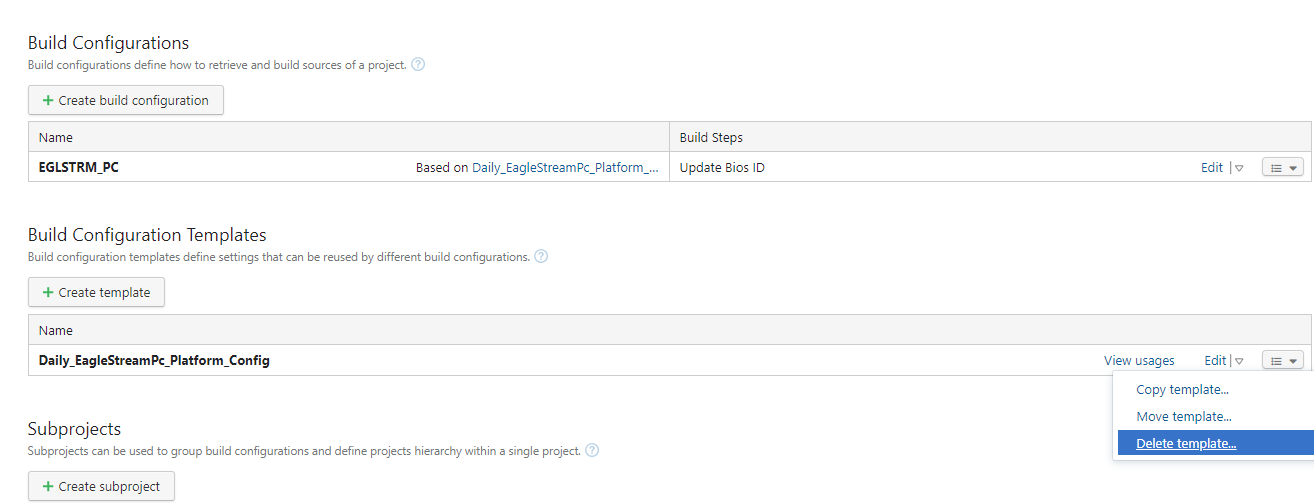 Build Configurations
Build configurations define how to retrieve and build sources of a project. ?
+ Create build configuration
Name Build Steps
EGLSTRM_PC Based on Daily_EagleStreamPc_Platform_... Update Bios ID Edit
Build Configuration Templates
Build configuration templates define settings that can be reused by different build configurations. ?
+ Create template
Name
Daily_EagleStreamPc_Platform_Config View usages Edit
Copy template...
Move template...
Delete template...
Subprojects
Subprojects can be used to group build configurations and define projects hierarchy within a single project. ?
+ Create subproject